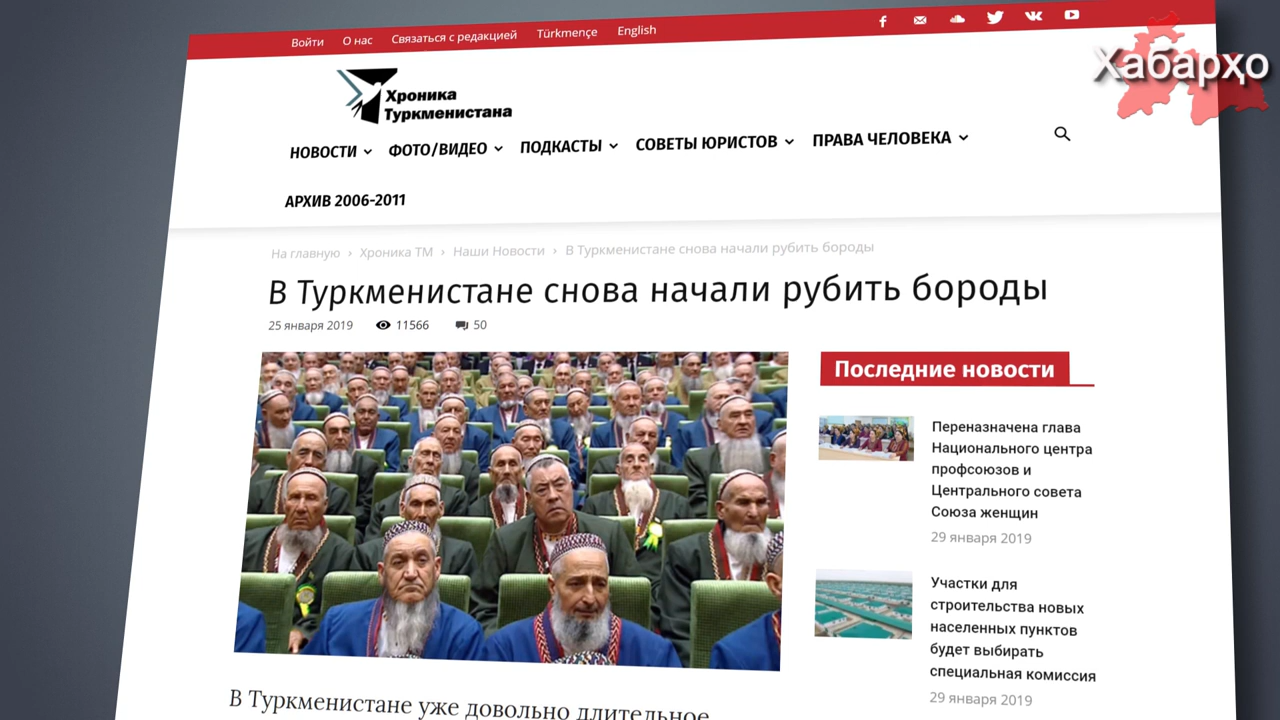 Войти О нас Связаться с редакцией Türkmençe English
Хабарҳо
Хроника
Туркменистана
НОВОСТИ ФОТО/ВИДЕО ПОДКАСТЫ СОВЕТЫ ЮРИСТОВ ПРАВА ЧЕЛОВЕКА
АРХИВ 2006-2011
На главную › Хроника ТМ › Наши Новости › В Туркменистане снова начали рубить бороды
В Туркменистане снова начали рубить бороды
25 января 2019 11566 50
Последние новости
Переназначена глава
Национального центра
профсоюзов и
Центрального совета
Союза женщин
29 января 2019
Участки для
строительства новых
населенных пунктов
будет выбирать
специальная комиссия
29 января 2019
В Туркменистане уже довольно длительное